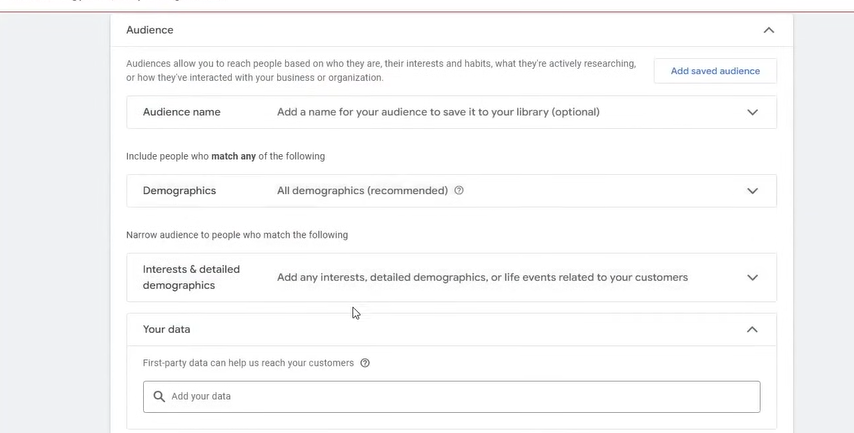 Audience
Audiences allow you to reach people based on who they are, their interests and habits, what they're actively researching,
or how they've interacted with your business or organization.
Add saved audience
Audience name
Add a name for your audience to save it to your library (optional)
Include people who match any of the following
Demographics
All demographics (recommended)
Narrow audience to people who match the following
Interests & detailed
demographics
Add any interests, detailed demographics, or life events related to your customers
Your data
First-party data can help us reach your customers
Add your data